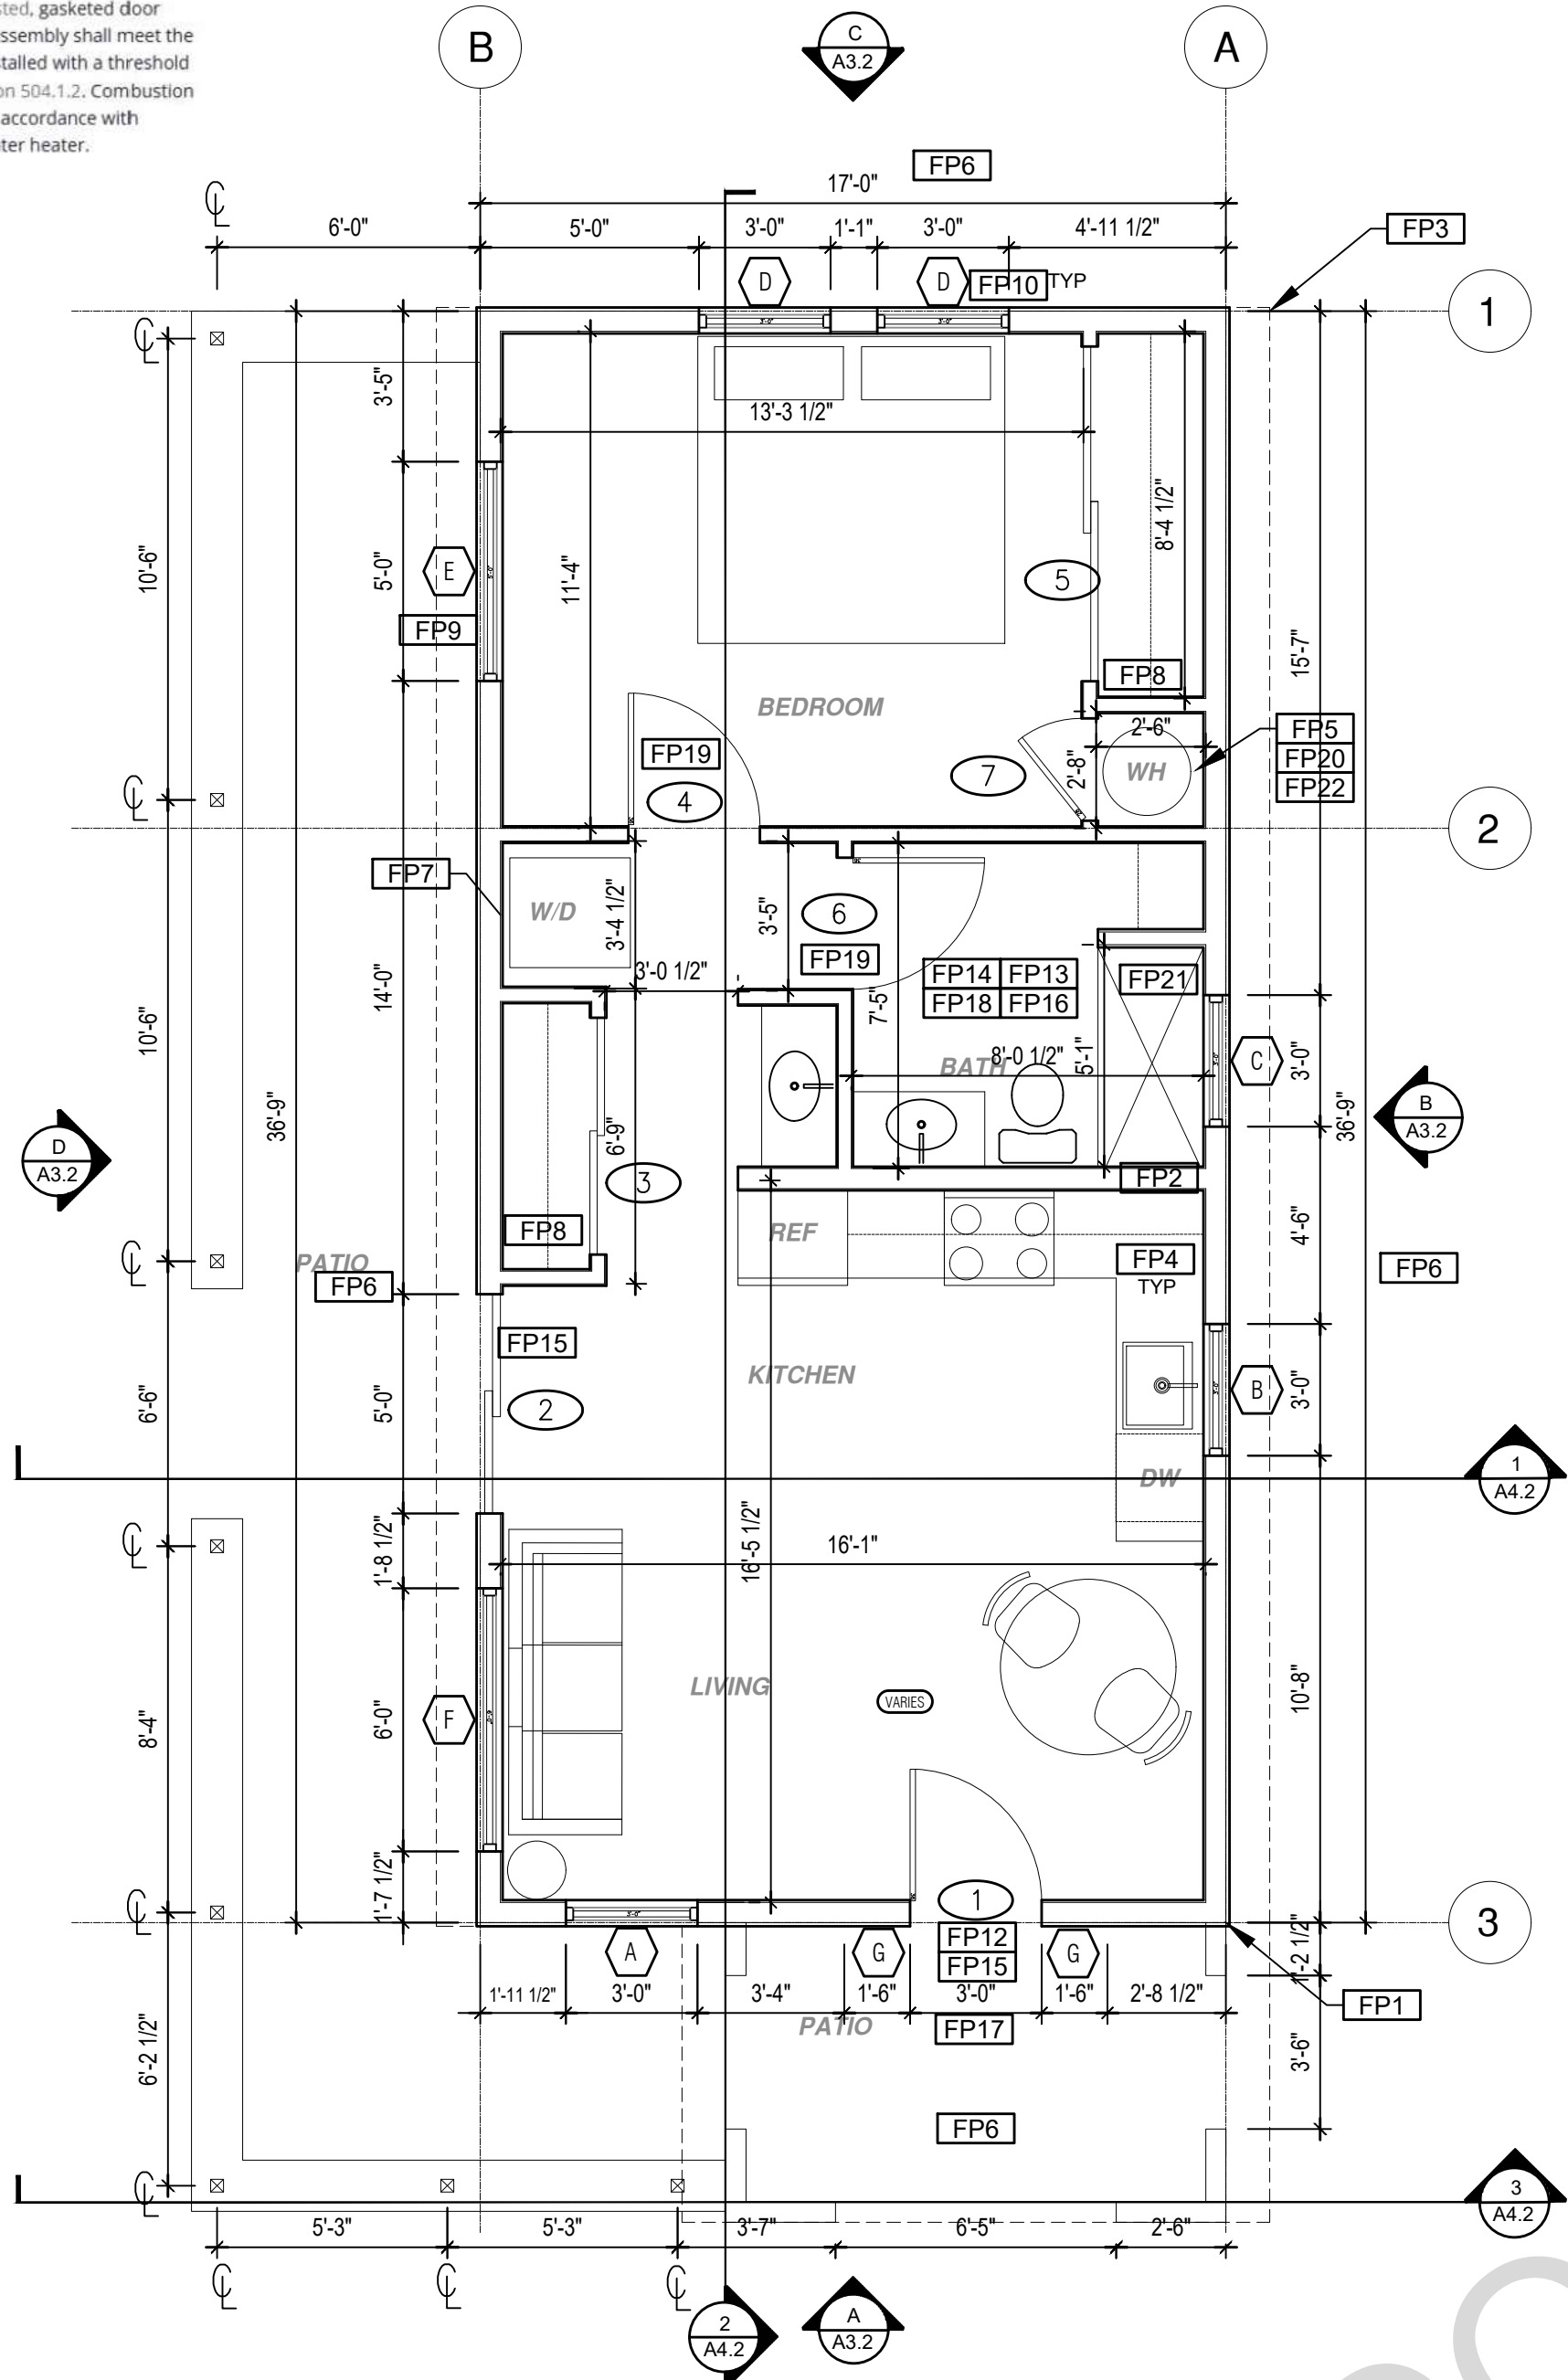 sted, gasketed door
ssembly shall meet the
stalled with a threshold
on 504.1.2. Combustion
accordance with
ter heater.
B
C
A3.2
A
FP6
17'-0"
6'-0"
5'-0"
3'-0"
1'-1"
3'-0"
4'-11 1/2"
FP3
D
D
FP10 TYP
1
3'-0"
3'-0"
3'-5"
13'-3 1/2"
8'-4 1/2"
10'-6"
5'-0"
E
11'-4"
5
FP9
15'-7"
FP8
BEDROOM
2'-6"
FP5
FP19
FP20
7
2'-8"
WH
FP22
4
2
FP7
W/D
3'-4 1/2"
3'-5"
6
FP19
3'-0 1/2"
FP14
FP13
FP21
FP18
FP16
14'-0"
10'-6"
7'-5"
BATH
8'-0 1/2"
5'-1"
C
3'-0"
36'-9"
36'-9"
B
A3.2
D
A3.2
6'-9"
3
FP2
FP8
REF
4'-6"
PATIO
FP4
TYP
FP6
FP6
FP15
KITCHEN
2
5'-0"
6'-6"
B
3'-0"
DW
1
A4.2
1'-8 1/2"
16'-5 1/2"
16'-1"
LIVING
VARIES
F
6'-0"
8'-4"
10'-8"
1'-7 1/2"
3'-0"
1
3
A
G
FP12
G
FP15
1'-2 1/2"
1'-11 1/2"
3'-0"
3'-4"
1'-6"
3'-0"
1'-6"
2'-8 1/2"
FP1
PATIO
FP17
6'-2 1/2"
3'-6"
FP6
3
A4.2
5'-3"
5'-3"
3'-7"
6'-5"
2'-6"
2
A4.2
A
A3.2